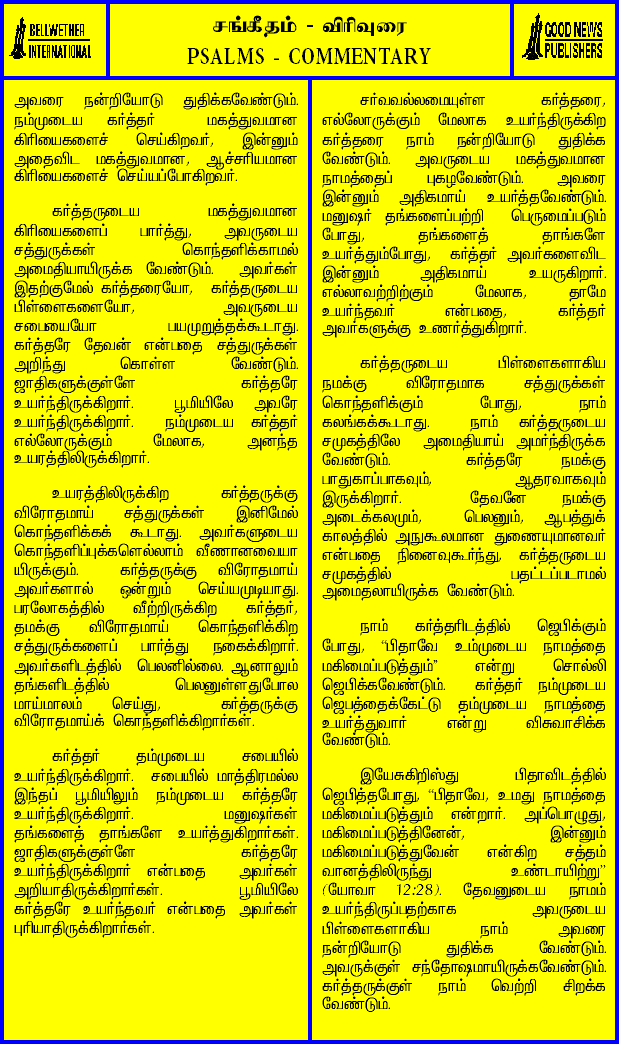 BELLWETHER
INTERNATIONAL
சங்கீதம் - விரிவுரை
PSALMS - COMMENTARY
GOOD NEWS
PUBLISHERS
அவரை நன்றியோடு துதிக்கவேண்டும்.
நம்முடைய கர்த்தர் மகத்துவமான
கிரியைகளைச் செய்கிறவர், இன்னும்
அதைவிட மகத்துவமான, ஆச்சரியமான
கிரியைகளைச் செய்யப்போகிறவர்.
கர்த்தருடைய மகத்துவமான
கிரியைகளைப் பார்த்து, அவருடைய
சத்துருக்கள் கொந்தளிக்காமல்
அமைதியாயிருக்க வேண்டும். அவர்கள்
இதற்குமேல் கர்த்தரையோ, கர்த்தருடைய
பிள்ளைகளையோ, அவருடைய
சபையையோ பயமுறுத்தக்கூடாது.
கர்த்தரே தேவன் என்பதை சத்துருக்கள்
அறிந்து கொள்ள வேண்டும்.
ஜாதிகளுக்குள்ளே கர்த்தரே
உயர்ந்திருக்கிறார். பூமியிலே அவரே
உயர்ந்திருக்கிறார். நம்முடைய கர்த்தர்
எல்லோருக்கும் மேலாக, அனந்த
உயரத்திலிருக்கிறார்.
உயரத்திலிருக்கிற கர்த்தருக்கு
விரோதமாய் சத்துருக்கள் இனிமேல்
கொந்தளிக்கக் கூடாது. அவர்களுடைய
கொந்தளிப்புக்களெல்லாம் வீணானவையா
யிருக்கும். கர்த்தருக்கு விரோதமாய்
அவர்களால் ஒன்றும் செய்யமுடியாது.
பரலோகத்தில் வீற்றிருக்கிற கர்த்தர்,
தமக்கு விரோதமாய் கொந்தளிக்கிற
சத்துருக்களைப் பார்த்து நகைக்கிறார்.
அவர்களிடத்தில் பெலனில்லை. ஆனாலும்
தங்களிடத்தில் பெலனுள்ளதுபோல
மாய்மாலம் செய்து, கர்த்தருக்கு
விரோதமாய்க் கொந்தளிக்கிறார்கள்.
கர்த்தர் தம்முடைய சபையில்
உயர்ந்திருக்கிறார். சபையில் மாத்திரமல்ல
இந்தப் பூமியிலும் நம்முடைய கர்த்தரே
உயர்ந்திருக்கிறார். மனுஷர்கள்
தங்களைத் தாங்களே உயர்த்துகிறார்கள்.
ஜாதிகளுக்குள்ளே கர்த்தரே
உயர்ந்திருக்கிறார் என்பதை அவர்கள்
அறியாதிருக்கிறார்கள். பூமியிலே
கர்த்தரே உயர்ந்தவர் என்பதை அவர்கள்
புரியாதிருக்கிறார்கள்.
சர்வவல்லமையுள்ள கர்த்தரை,
எல்லோருக்கும் மேலாக உயர்ந்திருக்கிற
கர்த்தரை நாம் நன்றியோடு துதிக்க
வேண்டும். அவருடைய மகத்துவமான
நாமத்தைப் புகழவேண்டும். அவரை
இன்னும் அதிகமாய் உயர்த்தவேண்டும்.
மனுஷர் தங்களைப்பற்றி பெருமைப்படும்
போது, தங்களைத் தாங்களே
உயர்த்தும்போது, கர்த்தர் அவர்களைவிட
இன்னும் அதிகமாய் உயருகிறார்.
எல்லாவற்றிற்கும் மேலாக, தாமே
உயர்ந்தவர் என்பதை, கர்த்தர்
அவர்களுக்கு உணர்த்துகிறார்.
கர்த்தருடைய பிள்ளைகளாகிய
நமக்கு விரோதமாக சத்துருக்கள்
கொந்தளிக்கும் போது, நாம்
கலங்கக்கூடாது. நாம் கர்த்தருடைய
சமுகத்திலே அமைதியாய் அமர்ந்திருக்க
வேண்டும். கர்த்தரே நமக்கு
பாதுகாப்பாகவும், ஆதரவாகவும்
இருக்கிறார். தேவனே நமக்கு
அடைக்கலமும், பெலனும், ஆபத்துக்
காலத்தில் அநுகூலமான துணையுமானவர்
என்பதை நினைவுகூர்ந்து, கர்த்தருடைய
சமுகத்தில் பதட்டப்படாமல்
அமைதலாயிருக்க வேண்டும்.
நாம் கர்த்தரிடத்தில் ஜெபிக்கும்
போது, “பிதாவே உம்முடைய நாமத்தை
மகிமைப்படுத்தும்” என்று சொல்லி
ஜெபிக்கவேண்டும். கர்த்தர் நம்முடைய
ஜெபத்தைக்கேட்டு தம்முடைய நாமத்தை
உயர்த்துவார் என்று விசுவாசிக்க
வேண்டும்.
இயேசுகிறிஸ்து பிதாவிடத்தில்
ஜெபித்தபோது, “பிதாவே, உமது நாமத்தை
மகிமைப்படுத்தும் என்றார். அப்பொழுது,
மகிமைப்படுத்தினேன், இன்னும்
மகிமைப்படுத்துவேன் என்கிற சத்தம்
வானத்திலிருந்து உண்டாயிற்று”
(யோவா 12:28). தேவனுடைய நாமம்
உயர்ந்திருப்பதற்காக அவருடைய
பிள்ளைகளாகிய நாம் அவரை
நன்றியோடு துதிக்க வேண்டும்.
அவருக்குள் சந்தோஷமாயிருக்கவேண்டும்.
கர்த்தருக்குள் நாம் வெற்றி சிறக்க
வேண்டும்.